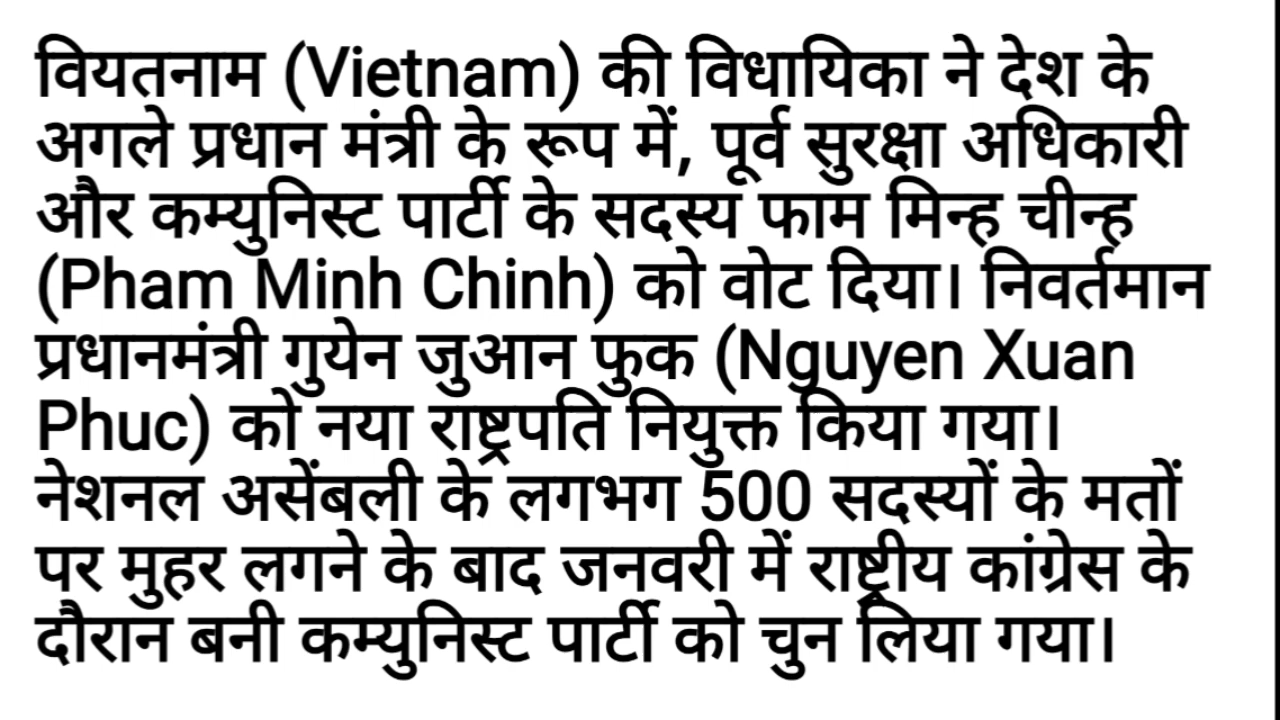 वियतनाम (Vietnam) की विधायिका ने देश के
अगले प्रधान मंत्री के रूप में, पूर्व सुरक्षा अधिकारी
और कम्युनिस्ट पार्टी के सदस्य फाम मिन्ह चीन्ह
(Pham Minh Chinh) को वोट दिया। निवर्तमान
प्रधानमंत्री गुयेन जुआन फुक (Nguyen Xuan
Phuc) को नया राष्ट्रपति नियुक्त किया गया।
नेशनल असेंबली के लगभग 500 सदस्यों के मतों
पर मुहर लगने के बाद जनवरी में राष्ट्रीय कांग्रेस के
दौरान बनी कम्युनिस्ट पार्टी को चुन लिया गया।